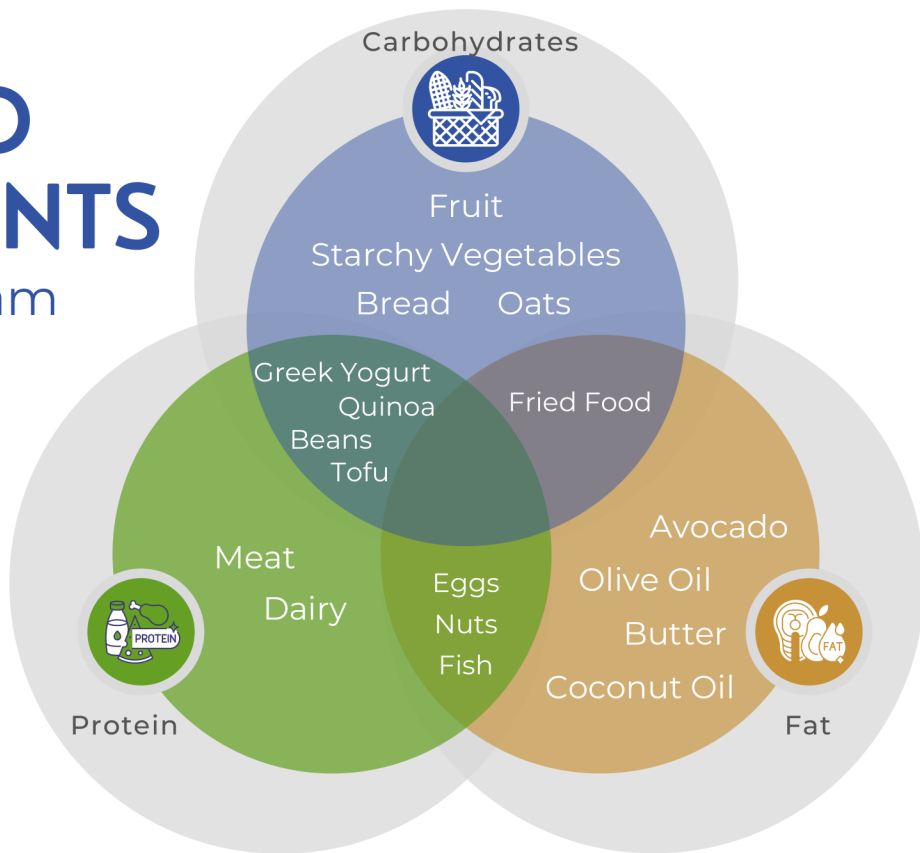 Carbohydrates
Fruit
Starchy Vegetables
Bread Oats
Greek Yogurt
Quinoa
Beans
Tofu
Fried Food
Meat
Dairy
Eggs
Nuts
Fish
Avocado
Olive Oil
Butter
Coconut Oil
PROTEIN
Protein
FAT
Fat